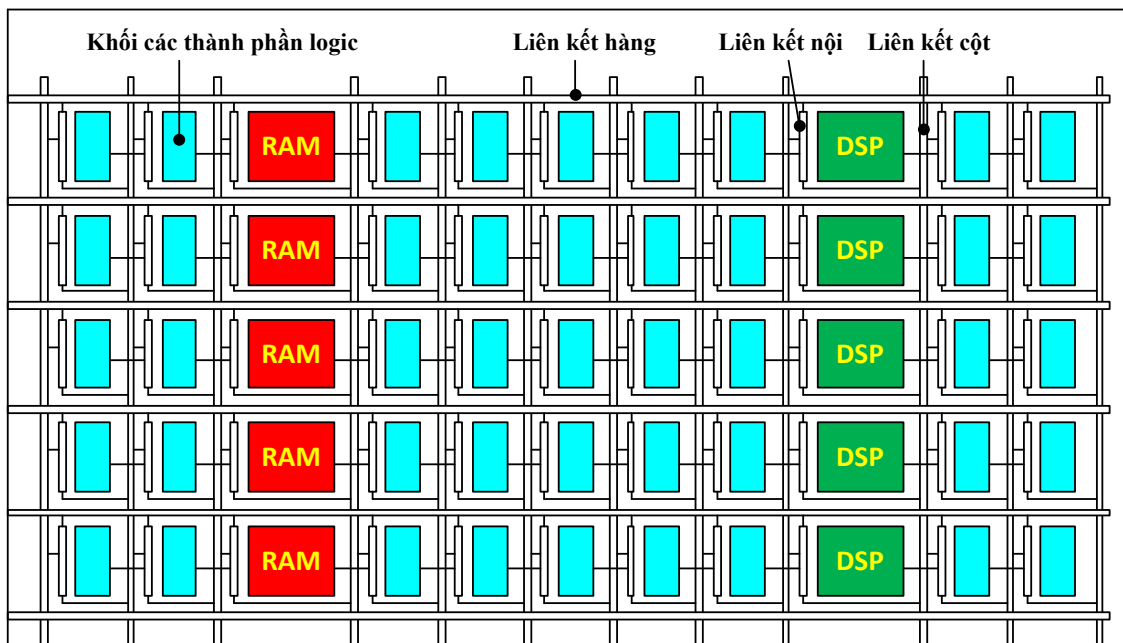 Khối các thành phần logic
Liên kết hàng
Liên kết nội
Liên kết cột
RAM
DSP
RAM
DSP
RAM
DSP
RAM
DSP
RAM
DSP